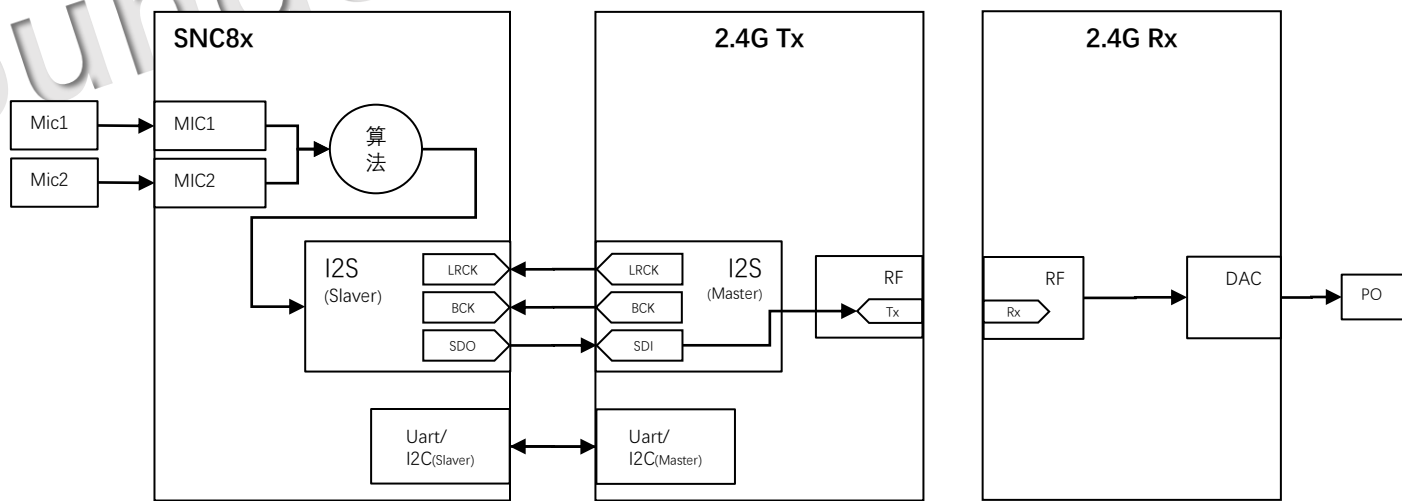 SNC8x
2.4G Tx
2.4G Rx
Mic1
MIC1
算
法
Mic2
MIC2
I2S
(Slaver)
LRCK
BCK
SDO
LRCK
BCK
SDI
I2S
(Master)
RF
Tx
RF
Rx
DAC
PO
Uart/
I2C(Slaver)
Uart/
I2C(Master)